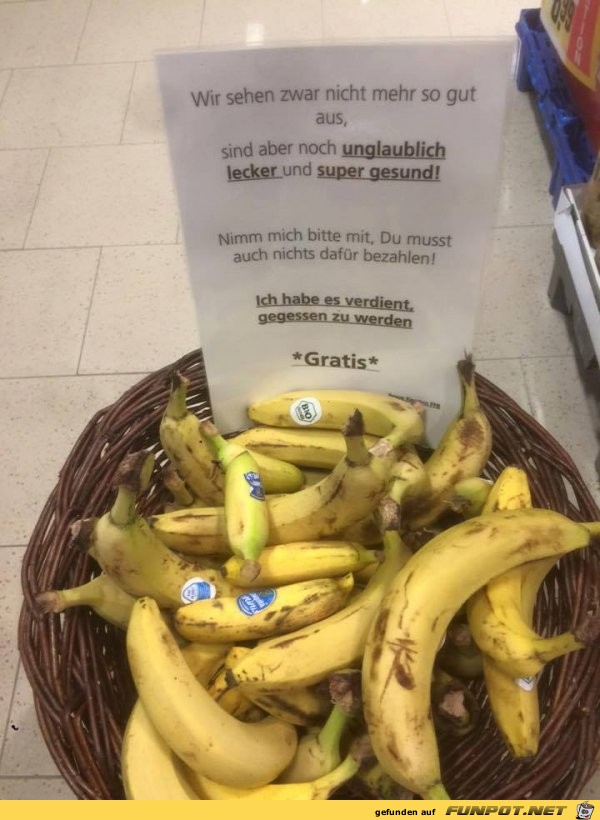 Wir sehen zwar nicht mehr so gut
aus,
sind aber noch unglaublich
lecker und super gesund!
Nimm mich bitte mit, Du musst
auch nichts dafür bezahlen!
Ich habe es verdient,
gegessen zu werden
*Gratis*
BIO
gefunden auf
FUNPOT.NET